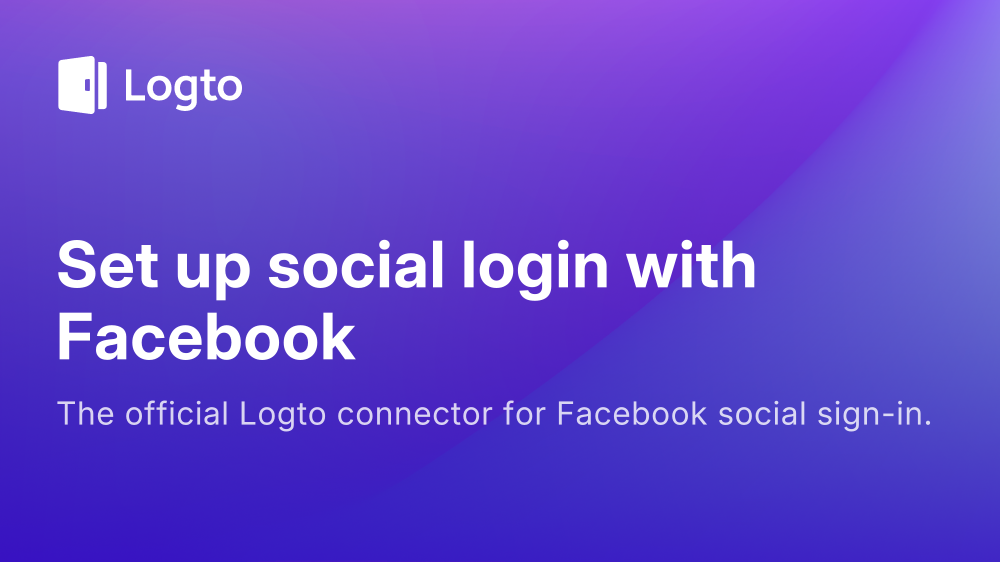 Logto
Set up social login with
Facebook
The official Logto connector for Facebook social sign-in.